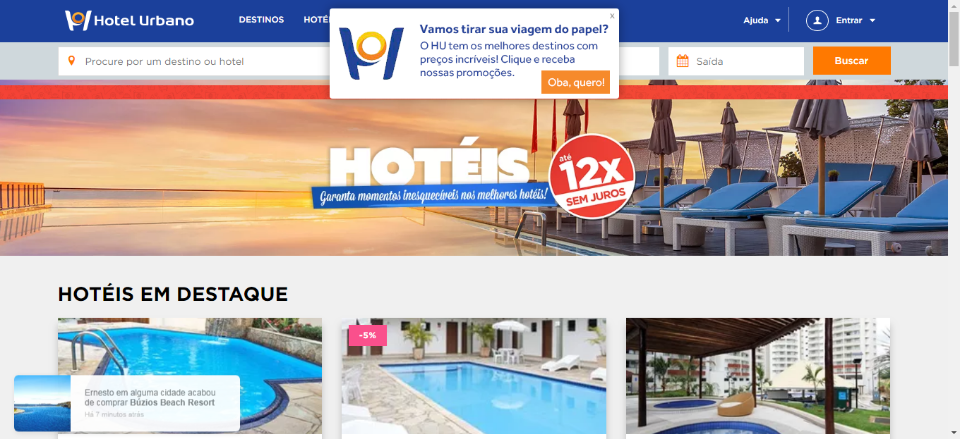 Hotel Urbano
DESTINOS
HOTÉ
Ajuda
Entrar
x
Vamos tirar sua viagem do papel?
O HU tem os melhores destinos com
preços incríveis! Clique e receba
nossas promoções.
Oba, quero!
Procure por um destino ou hotel
Saída
Buscar
HOTÉIS
Garanta momentos inesquecíveis nos melhores hotéis!
até
12x
SEM JUROS
HOTÉIS EM DESTAQUE
-5%
Ernesto em alguma cidade acabou
de comprar Búzios Beach Resort
Há 7 minutos atrás